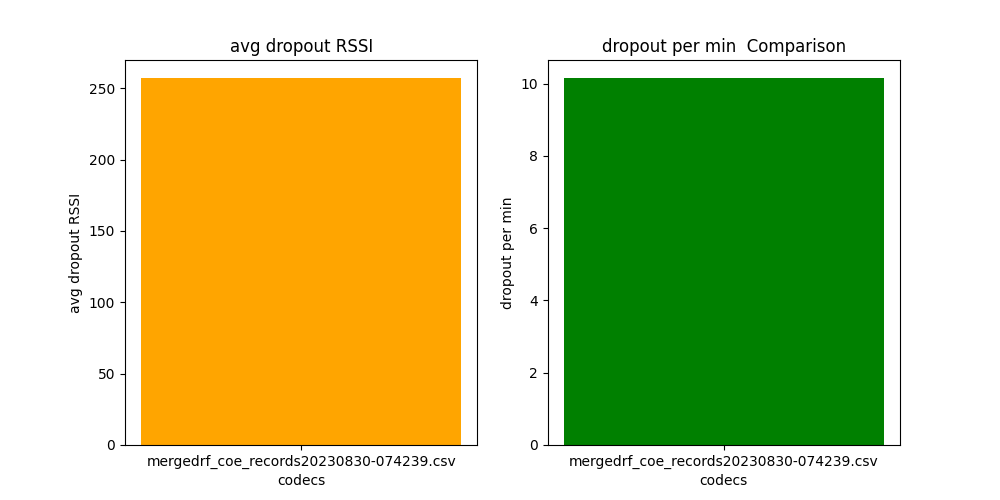 avg dropout RSSI
avg dropout RSSI
250
200
150
100
50
0
mergedrf_coe_records20230830-074239.csv
codecs
dropout per min  Comparison
dropout per min
10
8
6
4
2
0
mergedrf_coe_records20230830-074239.csv
codecs